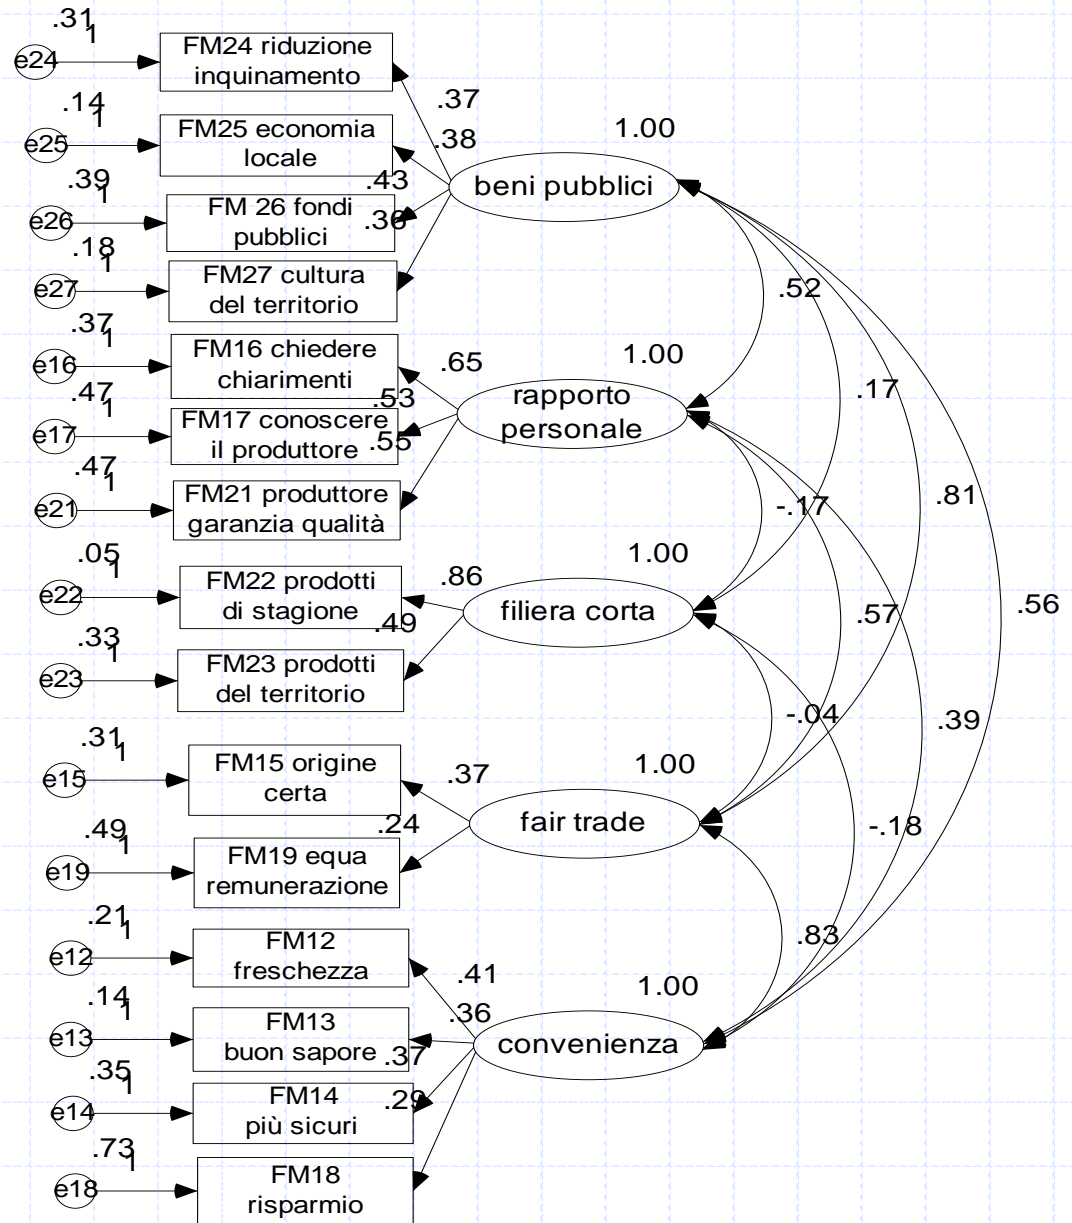 .31
1
e24
FM24 riduzione
inquinamento
.37
.14
1
e25
FM25 economia
locale
.38
1.00
beni pubblici
.39
1
e26
FM 26 fondi
pubblici
.43
.36
.18
1
e27
FM27 cultura
del territorio
.52
.37
1
e16
FM16 chiedere
chiarimenti
.65
1.00
rapporto
personale
.17
.47
1
e17
FM17 conoscere
il produttore
.53
.55
.47
1
e21
FM21 produttore
garanzia qualità
-.17
.81
.05
1
e22
FM22 prodotti
di stagione
.86
1.00
filiera corta
.57
.56
.33
1
e23
FM23 prodotti
del territorio
.49
-.04
.39
.31
1
e15
FM15 origine
certa
.37
1.00
fair trade
.49
1
e19
FM19 equa
remunerazione
.24
-.18
.21
1
e12
FM12
freschezza
.41
.83
.14
1
e13
FM13
buon sapore
.36
1.00
convenienza
.35
1
e14
FM14
più sicuri
.37
.29
.73
1
e18
FM18
risparmio